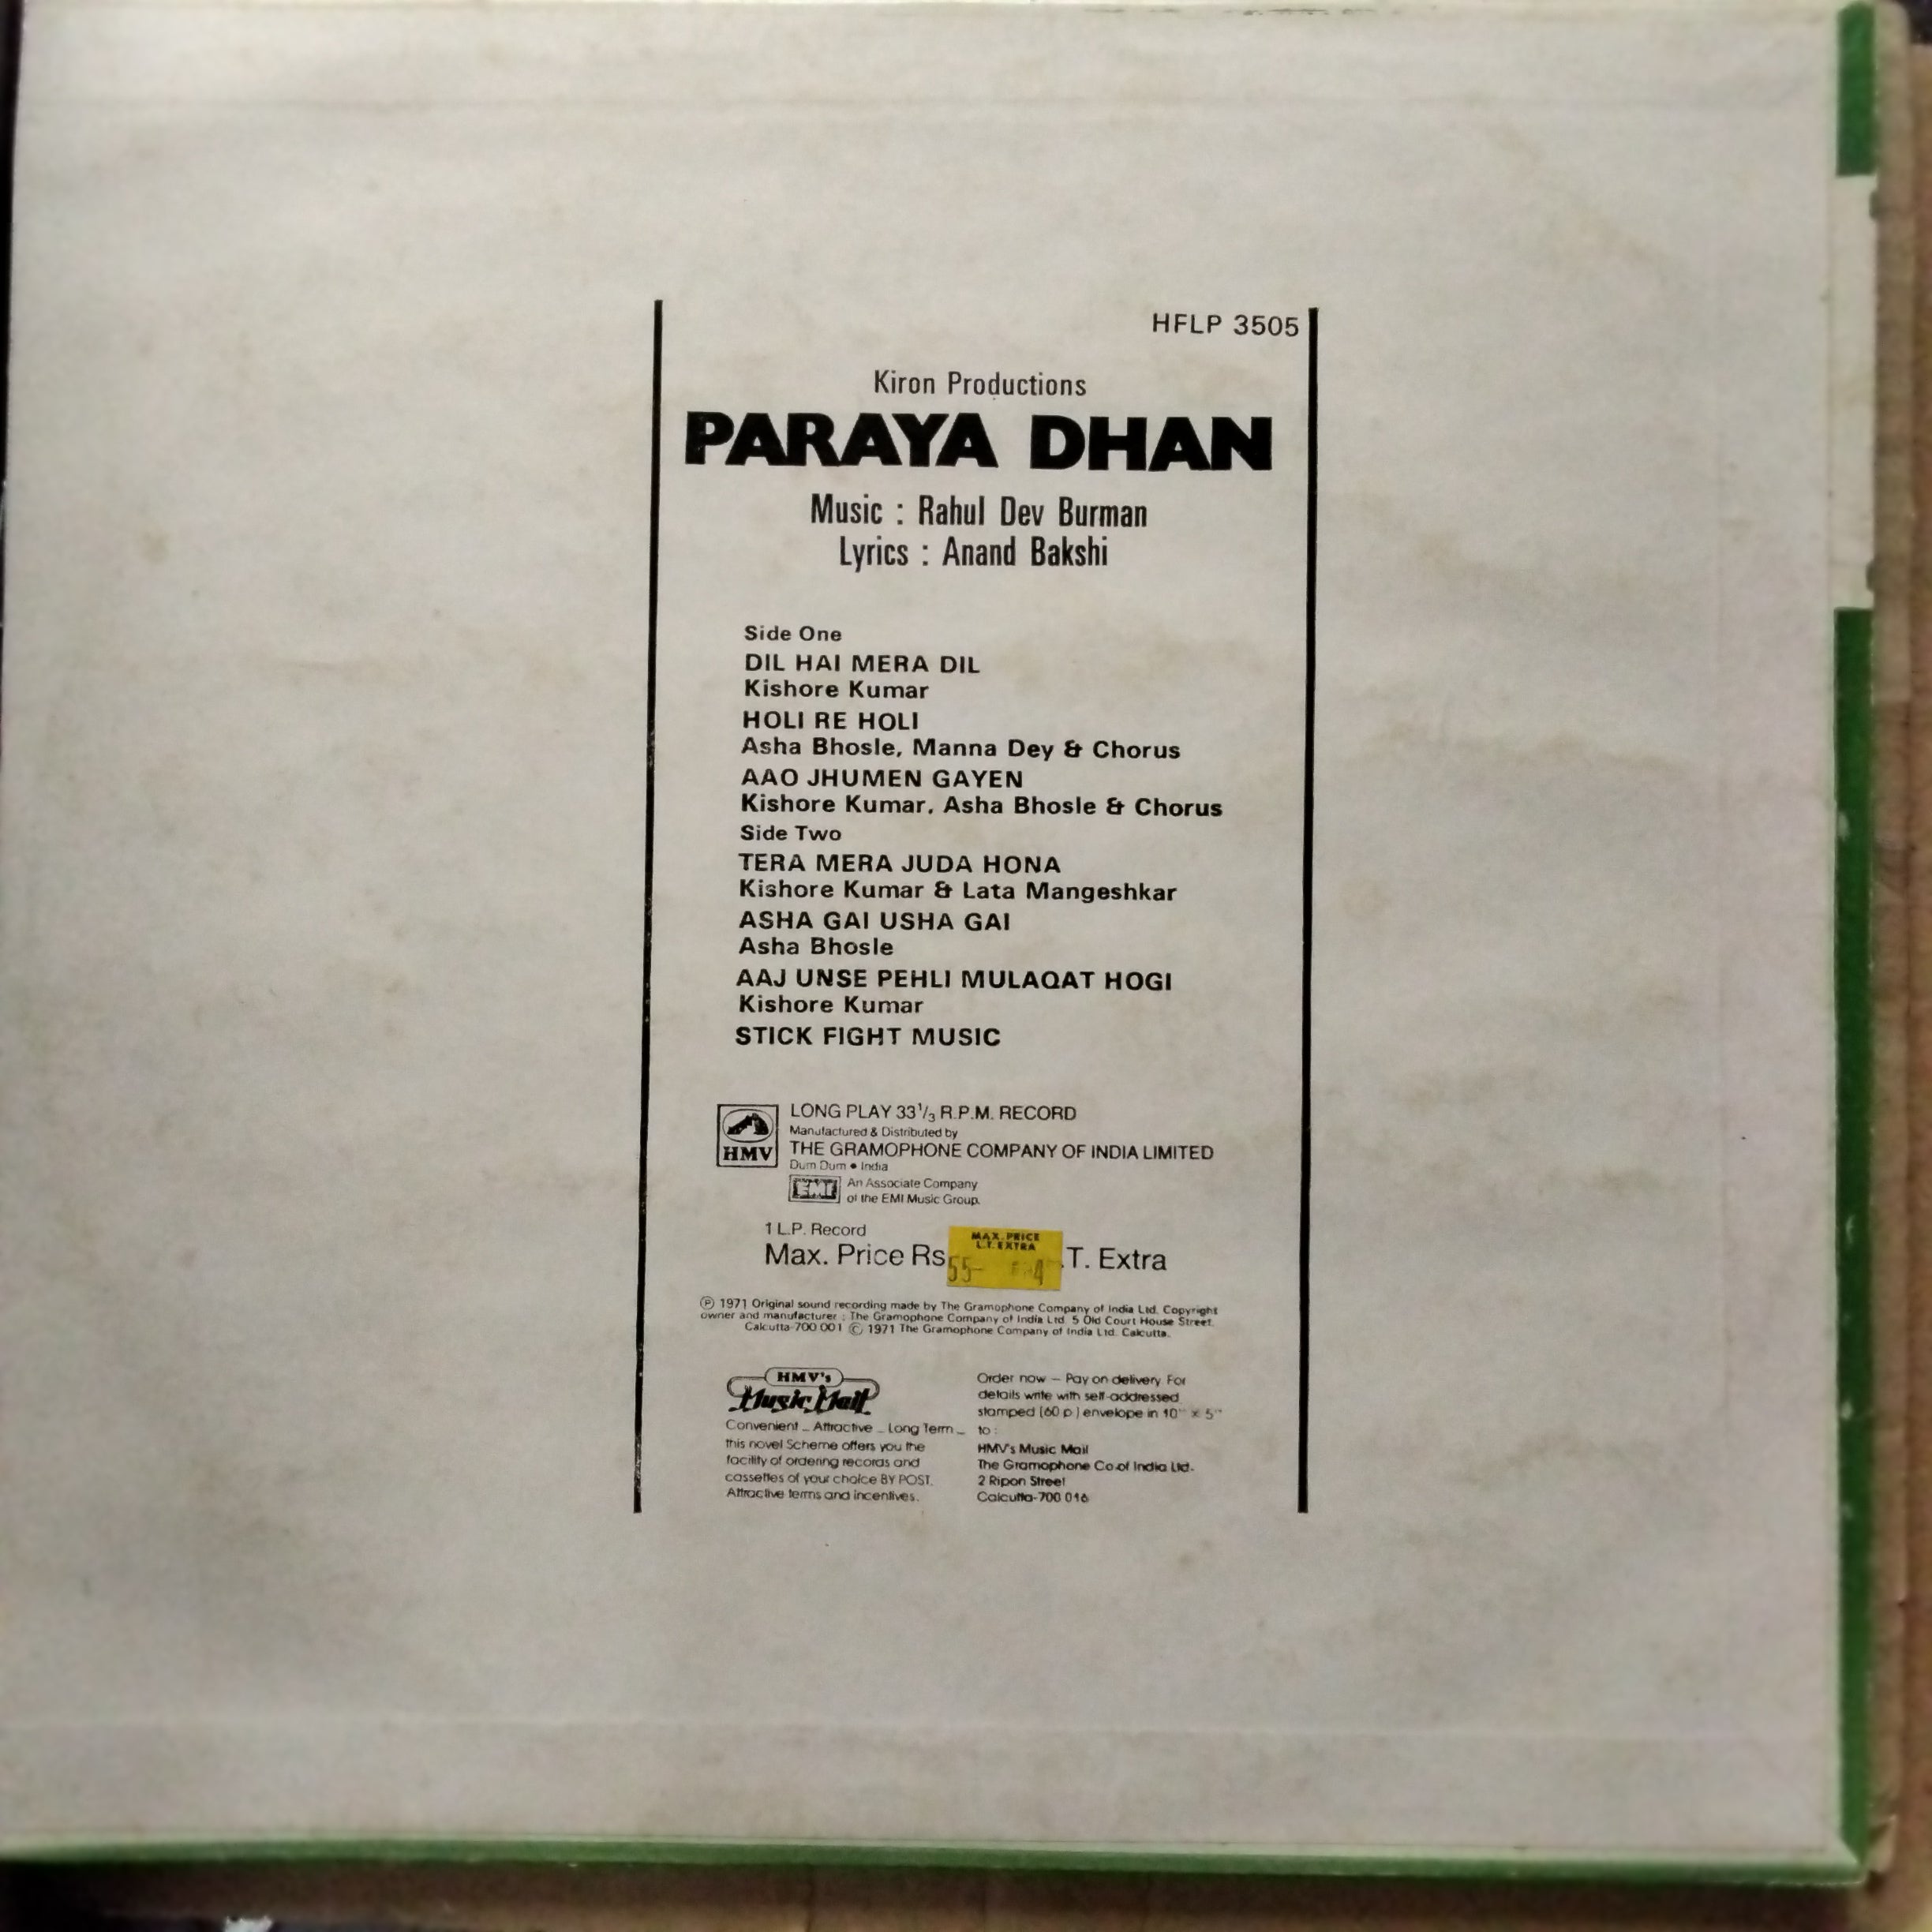 HFLP 3505
Kiron Productions
PARAYA DHAN
Music : Rahul Dev Burman
Lyrics : Anand Bakshi
Side One
DIL HAI MERA DIL
Kishore Kumar
HOLI RE HOLI
Asha Bhosle, Manna Dey & Chorus
AAO JHUMEN GAYEN
Kishore Kumar, Asha Bhosle & Chorus
Side Two
TERA MERA JUDA HONA
Kishore Kumar & Lata Mangeshkar
ASHA GAI USHA GAI
Asha Bhosle
AAJ UNSE PEHLI MULAQAT HOGI
Kishore Kumar
STICK FIGHT MUSIC
HMV
LONG PLAY 33 1/3 R.P.M. RECORD
Manufactured & Distributed by
THE GRAMOPHONE COMPANY OF INDIA LIMITED
Dum Dum • India
EMI
An Associate Company
of the EMI Music Group.
1 L.P. Record
Max. Price Rs
MAX. PRICE
L.T. EXTRA
55-
.T. Extra
℗ 1971 Original sound recording made by The Gramophone Company of India Ltd. Copyright
owner and manufacturer : The Gramophone Company of India Ltd. 5 Old Court House Street.
Calcutta-700 001 © 1971 The Gramophone Company of India Ltd. Calcutta.
HMV's
Music Mail
Convenient – Attractive – Long Term –
this novel Scheme offers you the
facility of ordering records and
cassettes of your choice BY POST.
Attractive terms and incentives.
Order now – Pay on delivery. For
details write with self-addressed
stamped (60 p.) envelope in 10" × 5"
to :
HMV's Music Mail
The Gramophone Co.of India Ltd.
2 Ripon Street
Calcutta-700 016